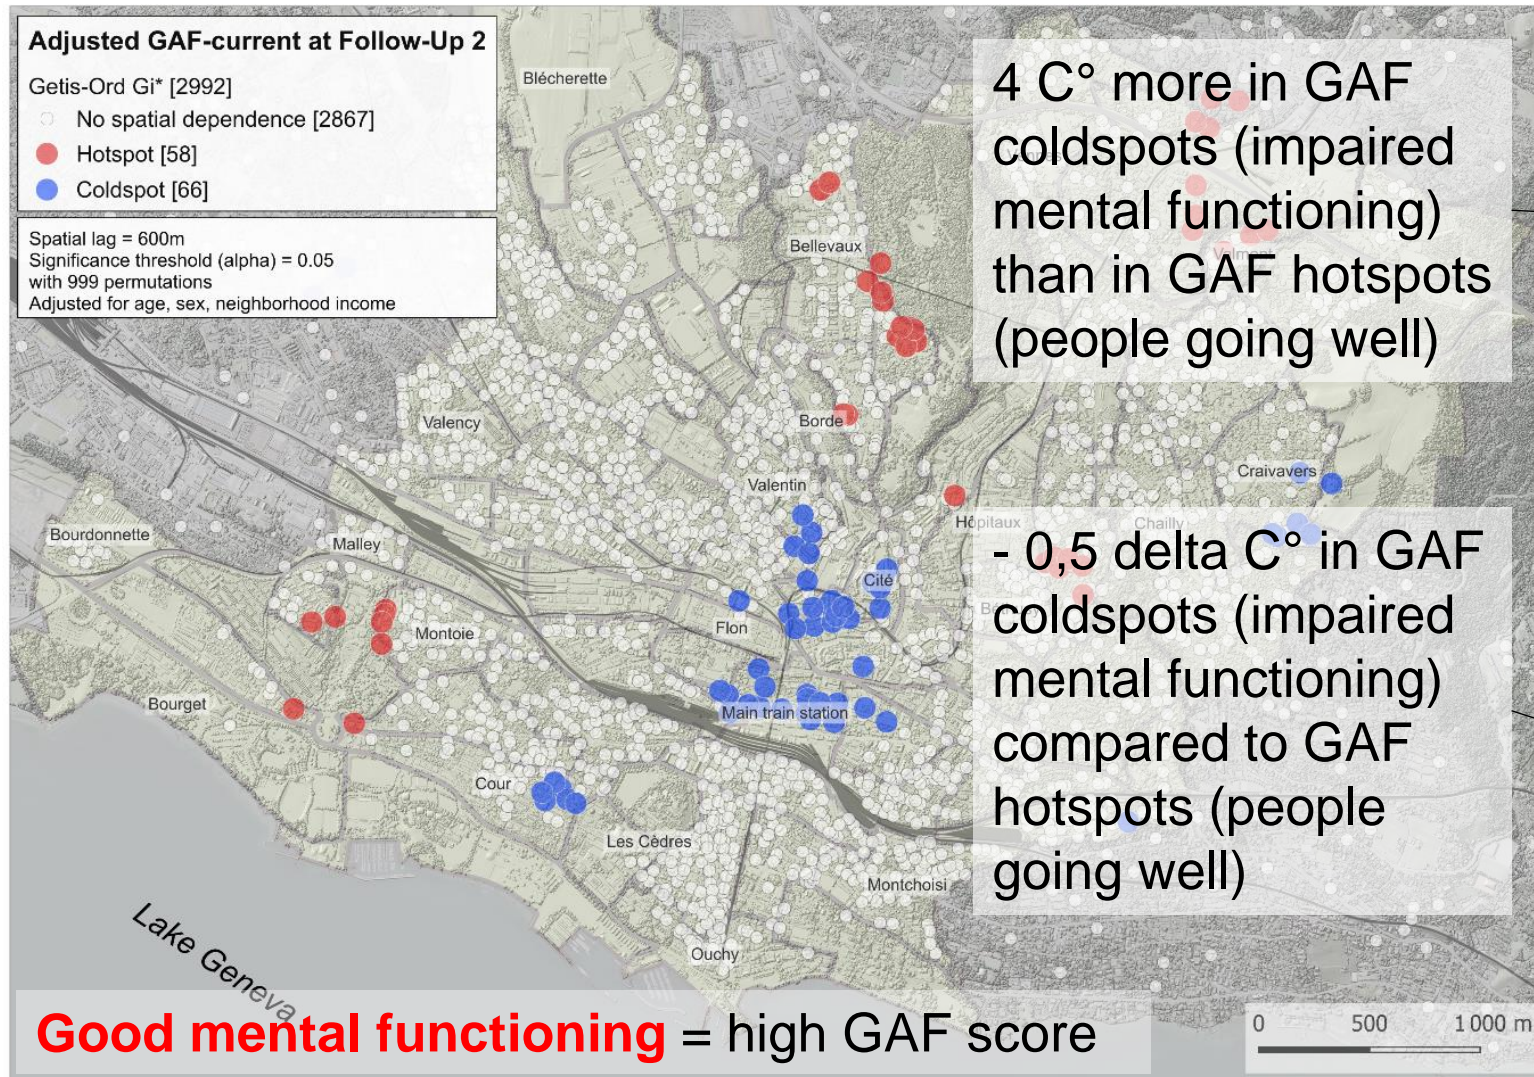 Adjusted GAF-current at Follow-Up 2
Getis-Ord Gi* [2992]
No spatial dependence [2867]
Hotspot [58]
Coldspot [66]
Spatial lag = 600m
Significance threshold (alpha) = 0.05
with 999 permutations
Adjusted for age, sex, neighborhood income
4 C° more in GAF
coldspots (impaired
mental functioning)
than in GAF hotspots
(people going well)
Blécherette
Bellevaux
Valmont
Borde
Valency
Valentin
Craivavers
Hôpitaux
Chailly
Bourdonnette
Malley
Cité
Flon
Montoie
Bourget
Main train station
- 0,5 delta C° in GAF
coldspots (impaired
mental functioning)
compared to GAF
hotspots (people
going well)
Cour
Les Cèdres
Montchoisi
Ouchy
Lake Geneva
Good mental functioning = high GAF score
0 500 1 000 m